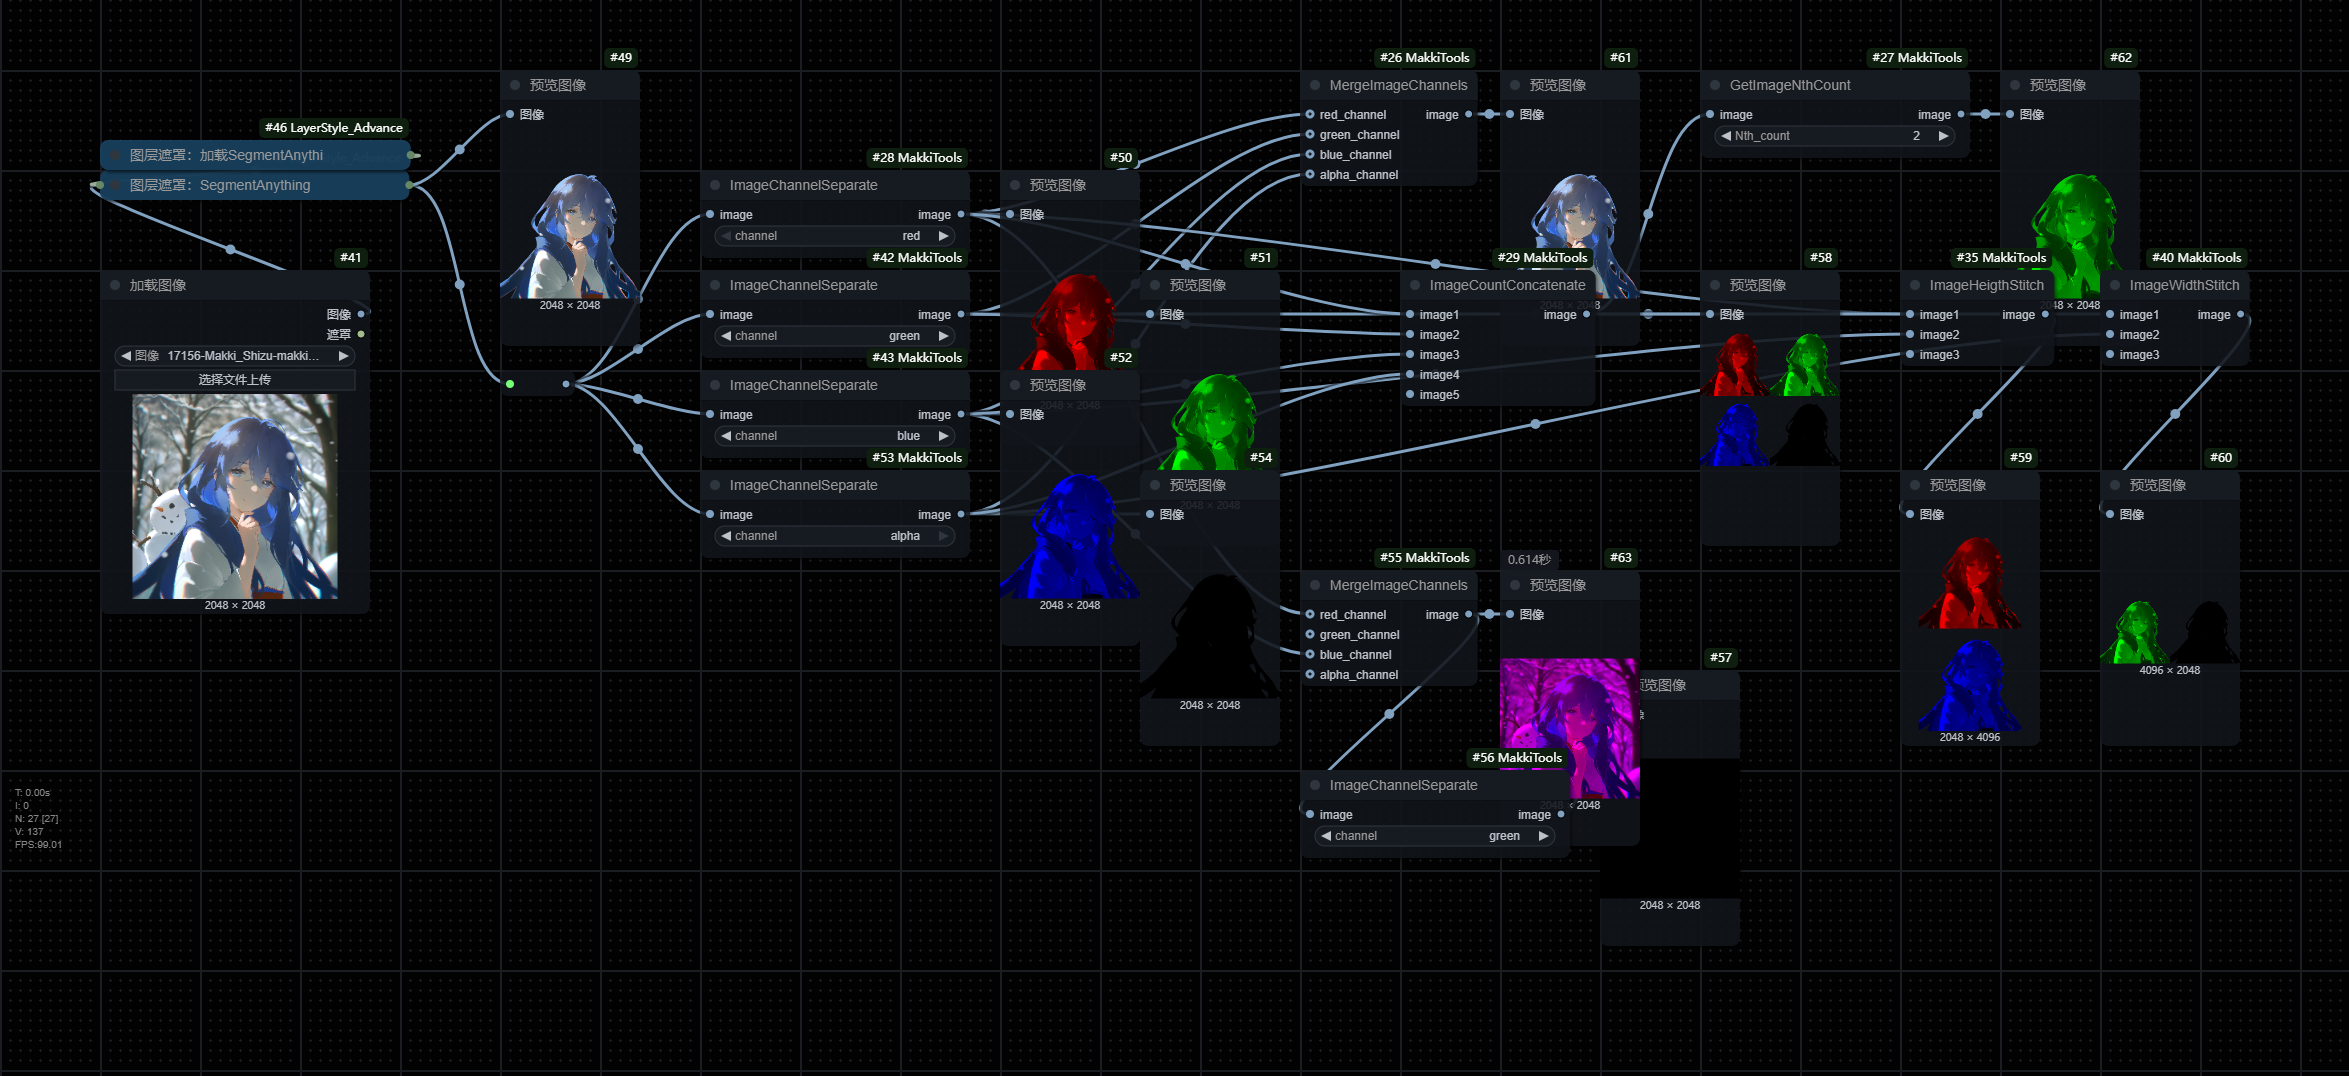 #46 LayerStyle_Advance
图层遮罩：加载SegmentAnythi
图层遮罩：SegmentAnything
#41
加载图像
图像
遮罩
图像 17156-Makki_Shizu-makki...
选择文件上传
2048 × 2048
#49
预览图像
图像
2048 × 2048
#28 MakkiTools
ImageChannelSeparate
image image
channel red
#42 MakkiTools
ImageChannelSeparate
image image
channel green
#43 MakkiTools
ImageChannelSeparate
image image
channel blue
#53 MakkiTools
ImageChannelSeparate
image image
channel alpha
#50
预览图像
图像
2048 × 2048
#51
预览图像
图像
2048 × 2048
#52
预览图像
图像
2048 × 2048
#54
预览图像
图像
2048 × 2048
#26 MakkiTools
MergeImageChannels
red_channel image
green_channel
blue_channel
alpha_channel
#61
预览图像
图像
#29 MakkiTools
ImageCountConcatenate
image1 image
image2
image3
image4
image5
#27 MakkiTools
GetImageNthCount
image image
Nth_count 2
#62
预览图像
图像
#58
预览图像
图像
#35 MakkiTools
ImageHeigthStitch
image1 image
image2
image3
#40 MakkiTools
ImageWidthStitch
image1 image
image2
image3
#59
预览图像
图像
2048 × 4096
#60
预览图像
图像
4096 × 2048
#55 MakkiTools
MergeImageChannels
red_channel image
green_channel
blue_channel
alpha_channel
0.614秒
#63
预览图像
图像
2048 × 2048
#56 MakkiTools
ImageChannelSeparate
image image
channel green
#57
预览图像
2048 × 2048
T: 0.00s
I: 0
N: 27 [27]
V: 137
FPS:99.01